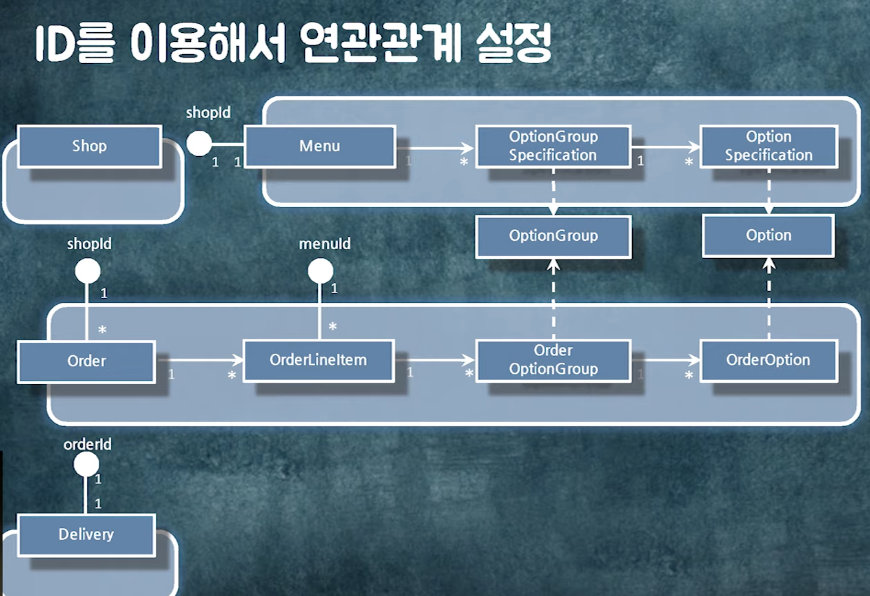 ID를 이용해서 연관관계 설정
shopId
Shop
1
1
Menu
1
*
OptionGroup
Specification
1
*
Option
Specification
OptionGroup
Option
shopId
1
*
menuId
1
*
Order
1
*
OrderLineItem
1
*
Order
OptionGroup
1
*
OrderOption
orderId
1
1
Delivery